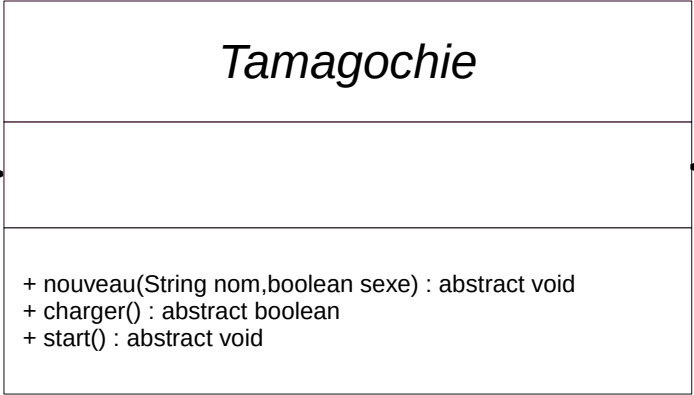 Tamagochie
+ nouveau(String nom,boolean sexe) : abstract void
+ charger() : abstract boolean
+ start() : abstract void